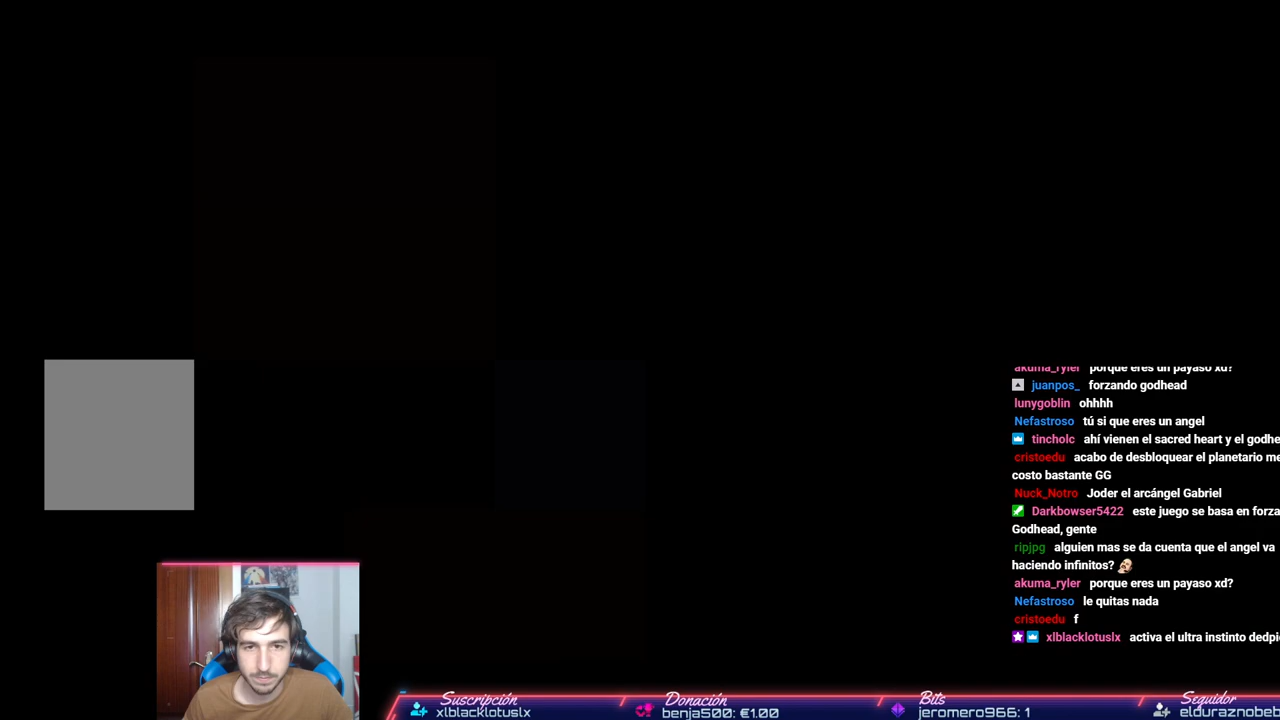 akuma_ryler porque eres un payaso xd?
juanpos_ forzando godhead
lunygoblin ohhhh
Nefastroso tú si que eres un angel
tincholc ahí vienen el sacred heart y el godhe
cristoedu acabo de desbloquear el planetario me
costo bastante GG
Nuck_Notro Joder el arcángel Gabriel
Darkbowser5422 este juego se basa en forza
Godhead, gente
ripjpg alguien mas se da cuenta que el angel va
haciendo infinitos?
akuma_ryler porque eres un payaso xd?
Nefastroso le quitas nada
cristoedu f
xlblacklotuslx activa el ultra instinto dedpi
Suscripción Donación Bits Seguidor
xlblacklotuslx benja500: €1.00 jeromero966: 1 elduraznobeb